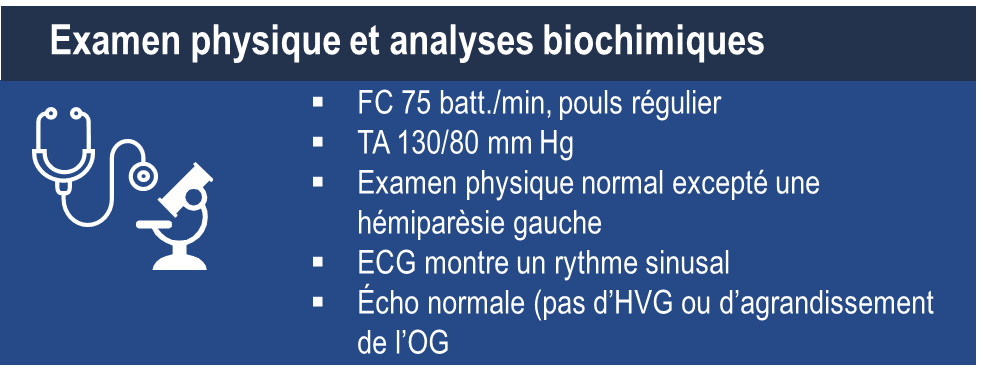 Examen physique et analyses biochimiques
▪ FC 75 batt./min, pouls régulier
▪ TA 130/80 mm Hg
▪ Examen physique normal excepté une
hémiparèsie gauche
▪ ECG montre un rythme sinusal
▪ Écho normale (pas d’HVG ou d’agrandissement
de l’OG